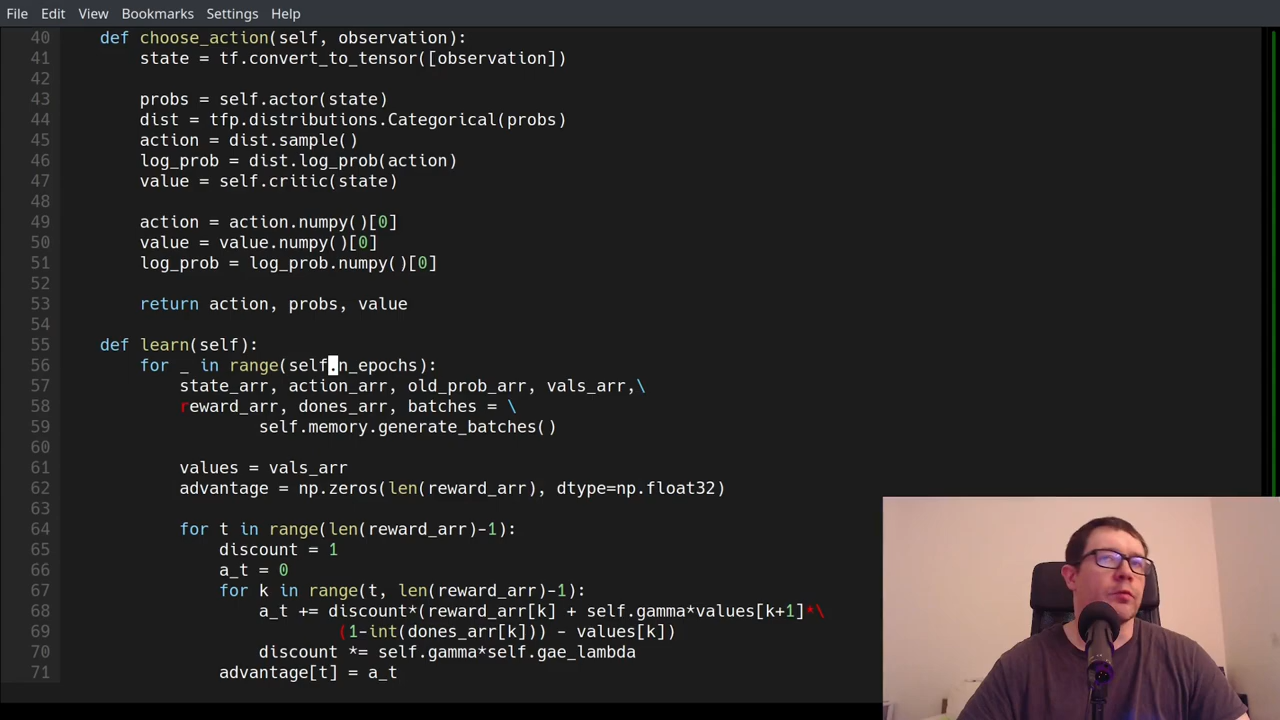 File Edit View Bookmarks Settings Help
40 def choose_action(self, observation):
41 state = tf.convert_to_tensor([observation])
42
43 probs = self.actor(state)
44 dist = tfp.distributions.Categorical(probs)
45 action = dist.sample()
46 log_prob = dist.log_prob(action)
47 value = self.critic(state)
48
49 action = action.numpy()[0]
50 value = value.numpy()[0]
51 log_prob = log_prob.numpy()[0]
52
53 return action, probs, value
54
55 def learn(self):
56 for _ in range(self.n_epochs):
57 state_arr, action_arr, old_prob_arr, vals_arr,\
58 reward_arr, dones_arr, batches = \
59 self.memory.generate_batches()
60
61 values = vals_arr
62 advantage = np.zeros(len(reward_arr), dtype=np.float32)
63
64 for t in range(len(reward_arr)-1):
65 discount = 1
66 a_t = 0
67 for k in range(t, len(reward_arr)-1):
68 a_t += discount*(reward_arr[k] + self.gamma*values[k+1]*\
69 (1-int(dones_arr[k])) - values[k])
70 discount *= self.gamma*self.gae_lambda
71 advantage[t] = a_t